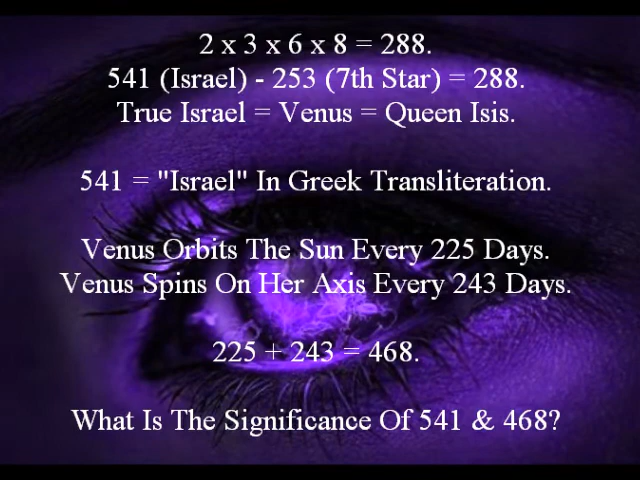 2 x 3 x 6 x 8 = 288.
541 (Israel) - 253 (7th Star) = 288.
True Israel = Venus = Queen Isis.
541 = "Israel" In Greek Transliteration.
Venus Orbits The Sun Every 225 Days.
Venus Spins On Her Axis Every 243 Days.
225 + 243 = 468.
What Is The Significance Of 541 & 468?